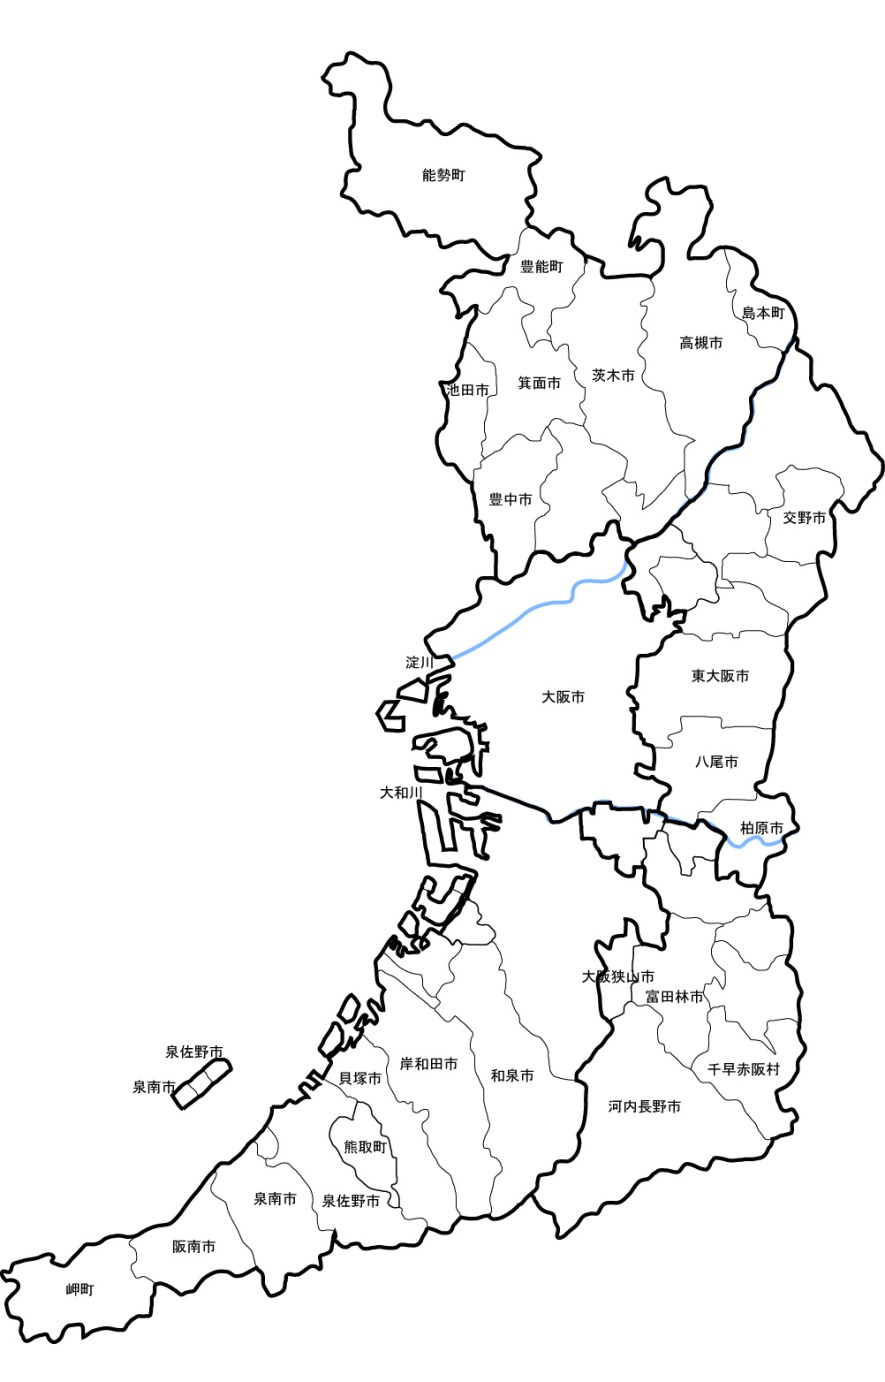 能勢町
豊能町
島本町
高槻市
茨木市
箕面市
池田市
豊中市
交野市
淀川
東大阪市
大阪市
八尾市
大和川
柏原市
大阪狭山市
富田林市
泉佐野市
岸和田市
千早赤阪村
和泉市
貝塚市
泉南市
河内長野市
熊取町
泉南市
泉佐野市
阪南市
岬町